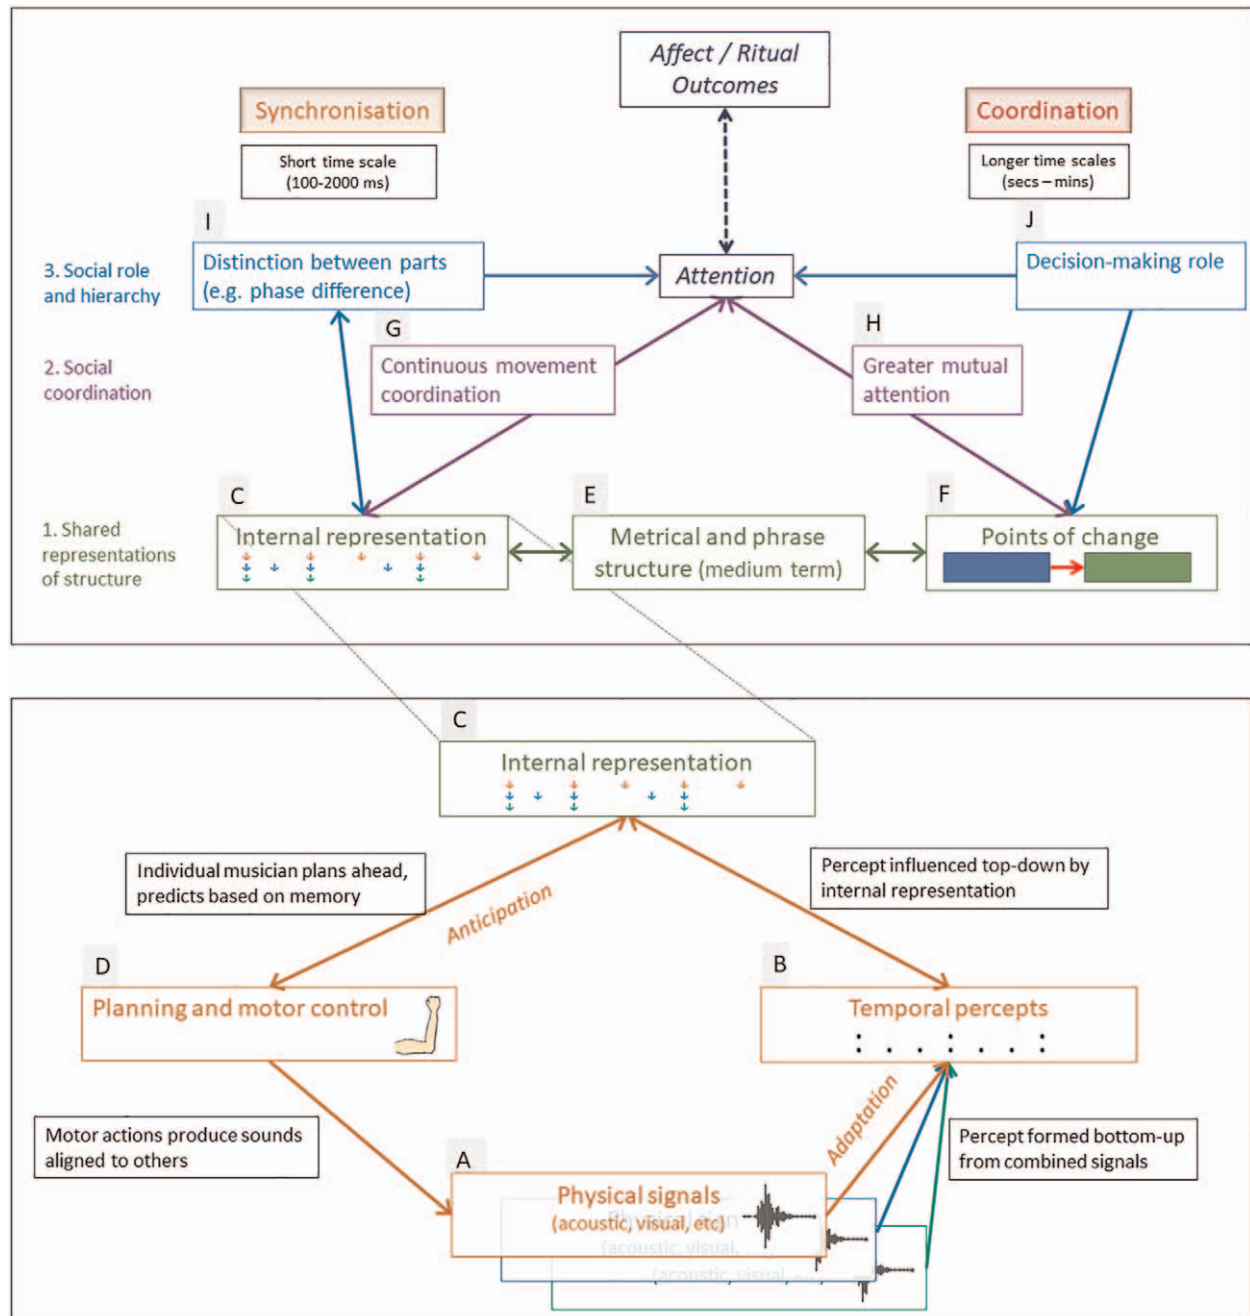 Affect / Ritual
Outcomes
Synchronisation
Coordination
Short time scale
(100-2000 ms)
Longer time scales
(secs – mins)
I
J
3. Social role
and hierarchy
Distinction between parts
(e.g. phase difference)
Attention
Decision-making role
G
H
2. Social
coordination
Continuous movement
coordination
Greater mutual
attention
C
E
F
1. Shared
representations
of structure
Internal representation
Metrical and phrase
structure (medium term)
Points of change
C
Internal representation
Individual musician plans ahead,
predicts based on memory
Anticipation
Percept influenced top-down by
internal representation
D
B
Planning and motor control
Temporal percepts
Motor actions produce sounds
aligned to others
Adaptation
Percept formed bottom-up
from combined signals
A
Physical signals
(acoustic, visual, etc)
(acoustic, visual,
(acoustic, visual,